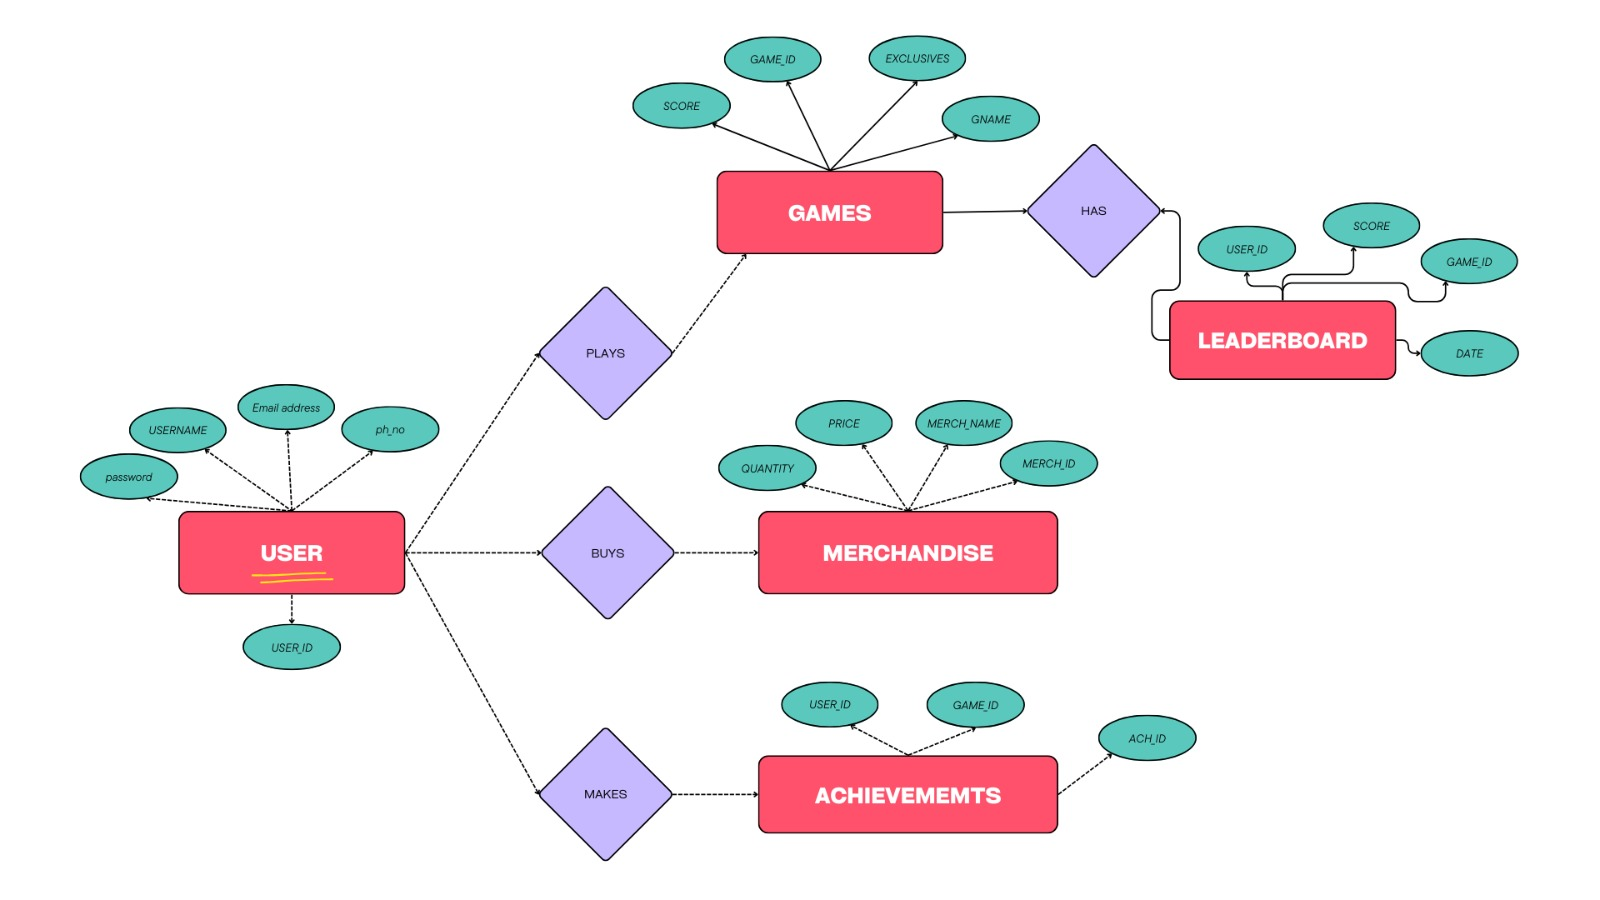 GAME_ID
EXCLUSIVES
SCORE
GNAME
GAMES
HAS
SCORE
USER_ID
GAME_ID
LEADERBOARD
DATE
PLAYS
Email address
USERNAME
ph_no
password
USER
USER_ID
BUYS
PRICE
MERCH_NAME
QUANTITY
MERCH_ID
MERCHANDISE
MAKES
USER_ID
GAME_ID
ACH_ID
ACHIEVEMEMTS